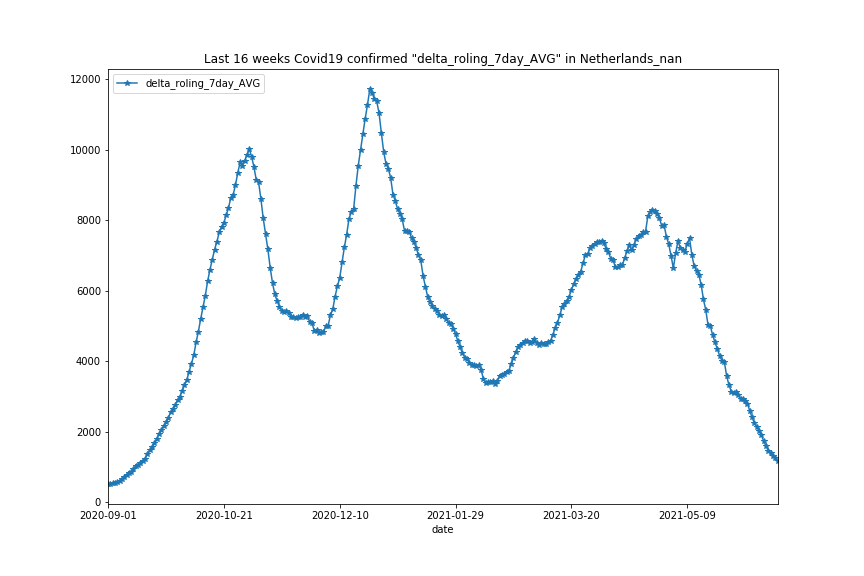 Last 16 weeks Covid19 confirmed "delta_roling_7day_AVG" in Netherlands_nan
delta_roling_7day_AVG
12000
10000
8000
6000
4000
2000
0
2020-09-01 2020-10-21 2020-12-10 2021-01-29 2021-03-20 2021-05-09
date